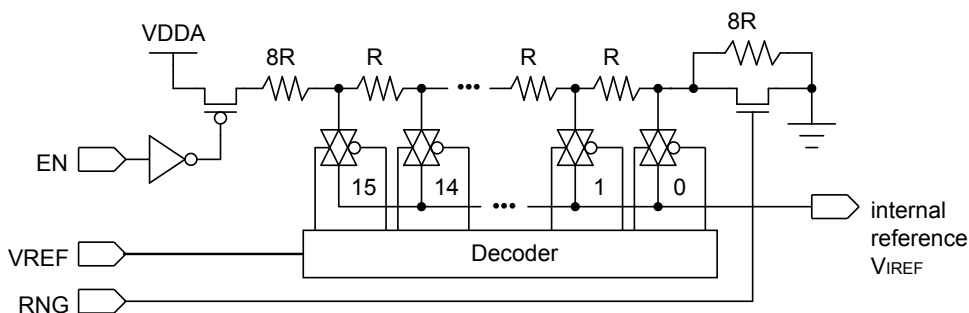 8R
VDDA
8R
R
R
R
EN
15
14
1
0
internal
reference
VIREF
VREF
Decoder
RNG